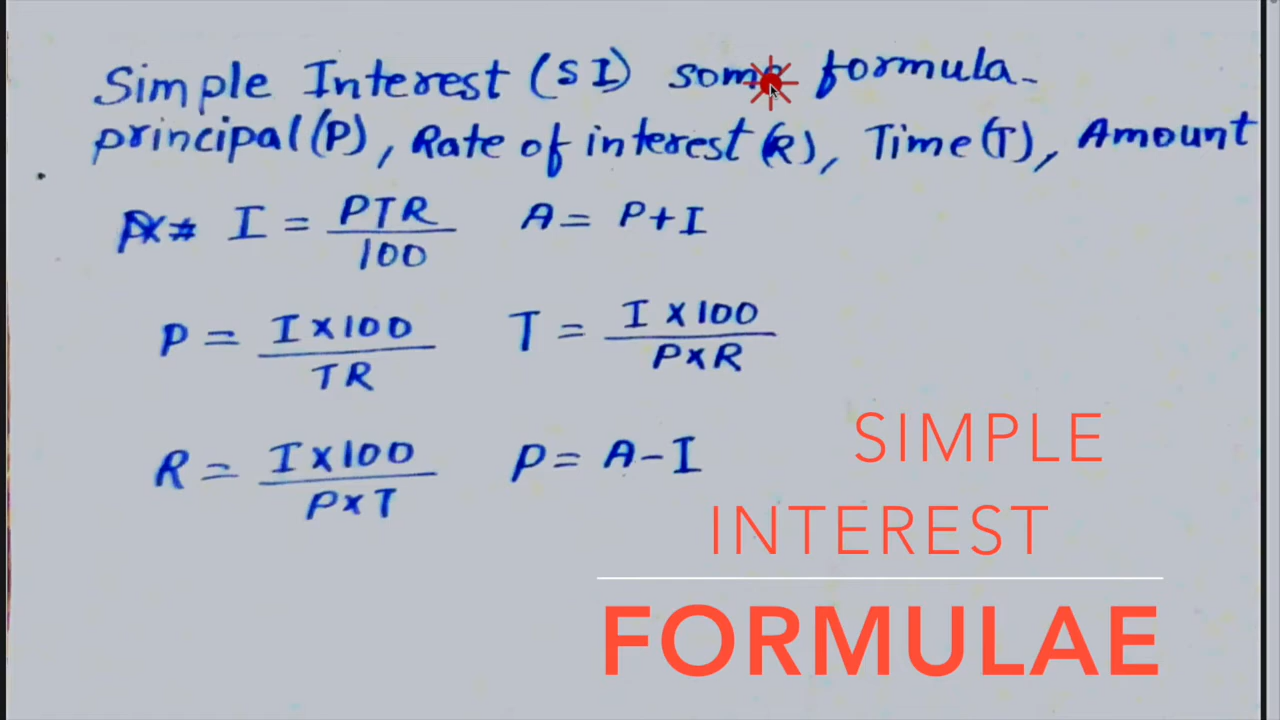 Simple Interest (SI) some formula-
principal(P), Rate of interest(R), Time(T), Amount
I = PTR/100 A = P+I
P = I×100/TR T = I×100/P×R
R = I×100/P×T P = A-I
SIMPLE
INTEREST
FORMULAE